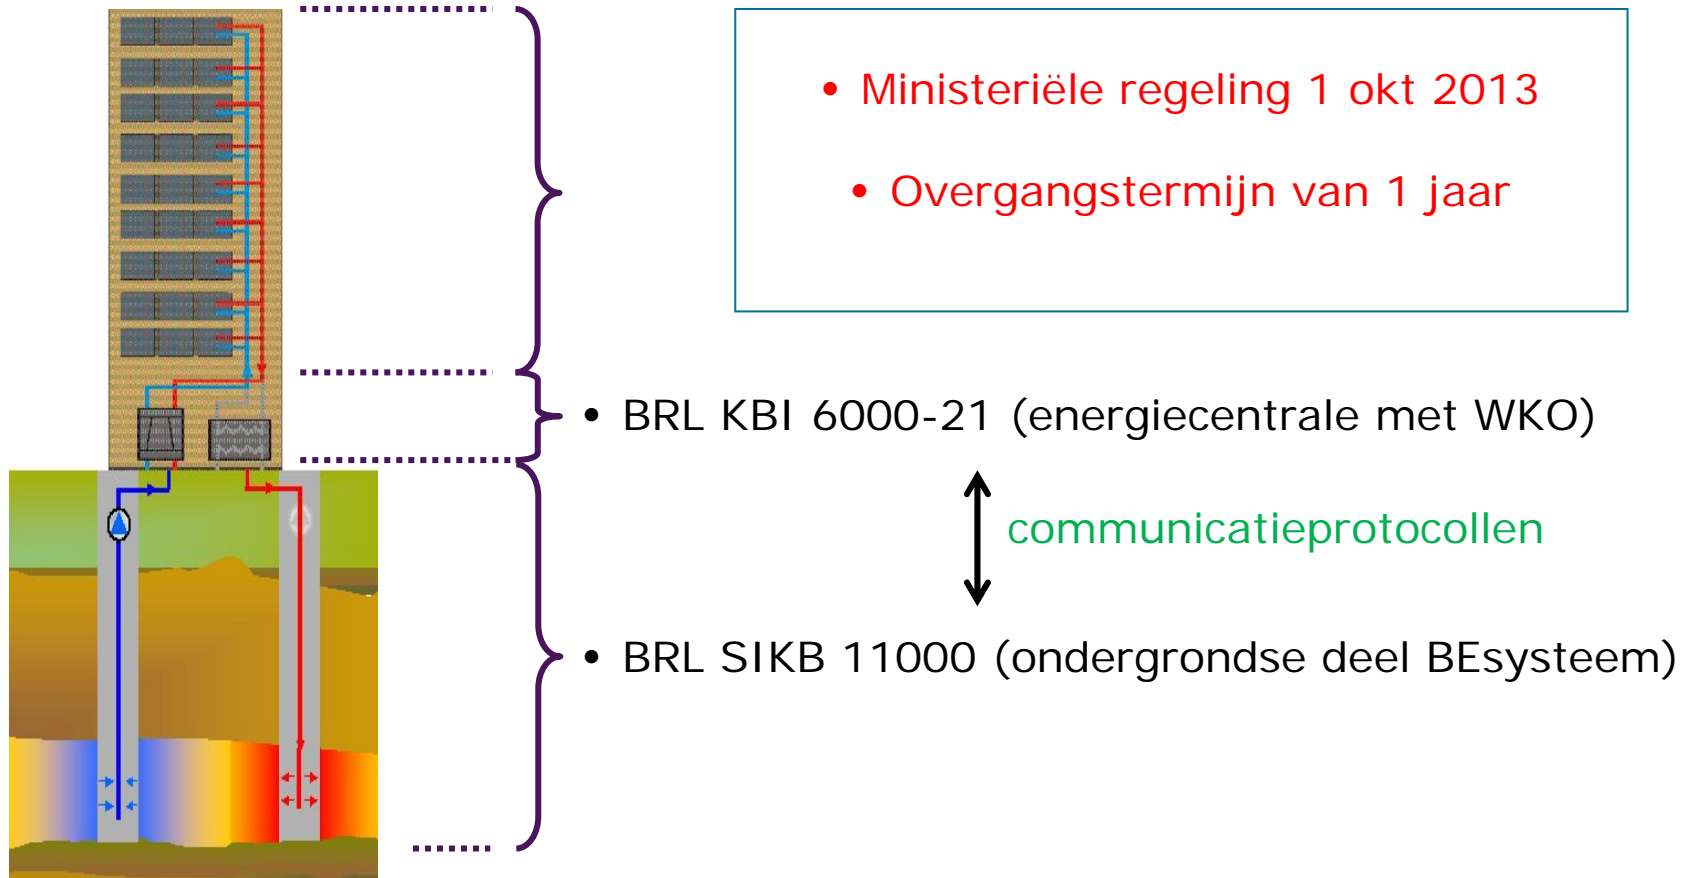 • Ministeriële regeling 1 okt 2013
• Overgangstermijn van 1 jaar
• BRL KBI 6000-21 (energiecentrale met WKO)
communicatieprotocollen
• BRL SIKB 11000 (ondergrondse deel BEsysteem)